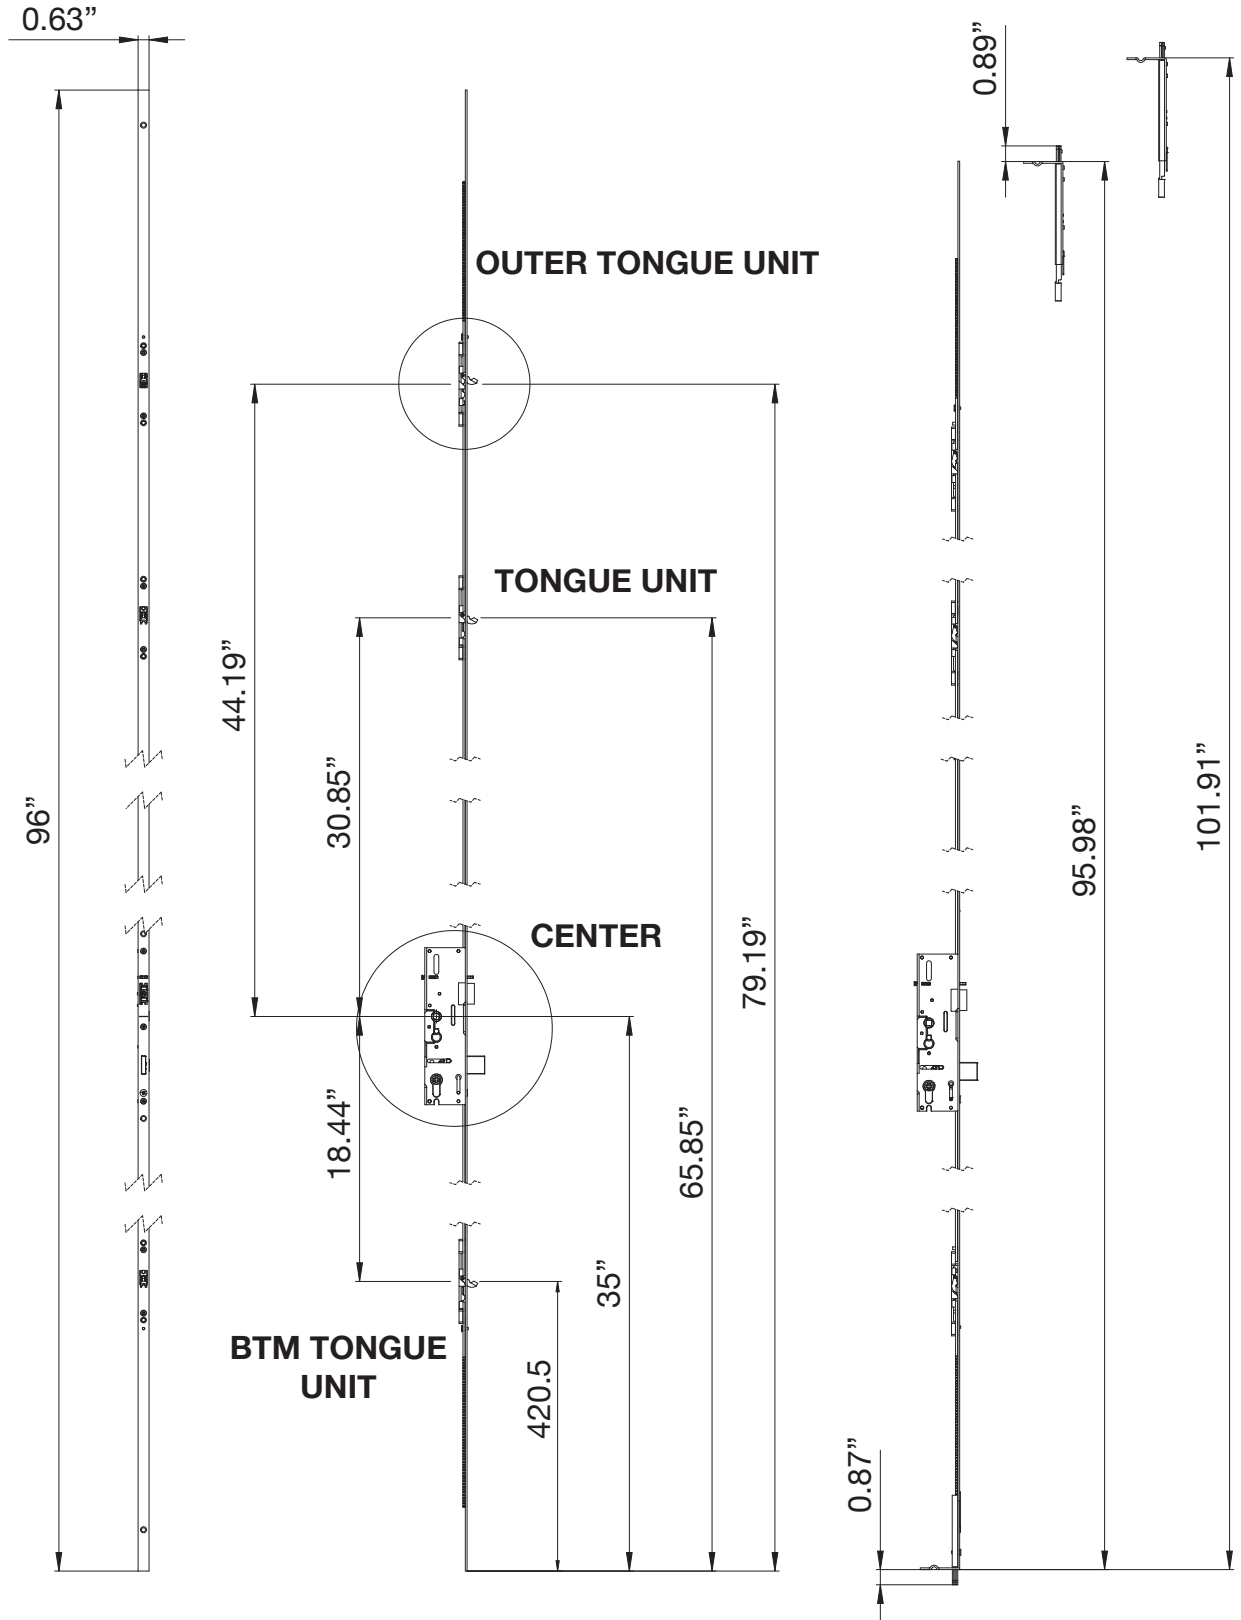 0.63”
0.89”
OUTER TONGUE UNIT
TONGUE UNIT
44.19”
30.85”
96”
101.91”
95.98”
CENTER
79.19”
65.85”
18.44”
35”
BTM TONGUE
UNIT
420.5
0.87”